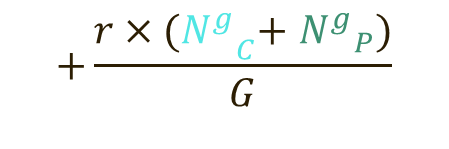 + r × (N^g_C + N^g_P) / G